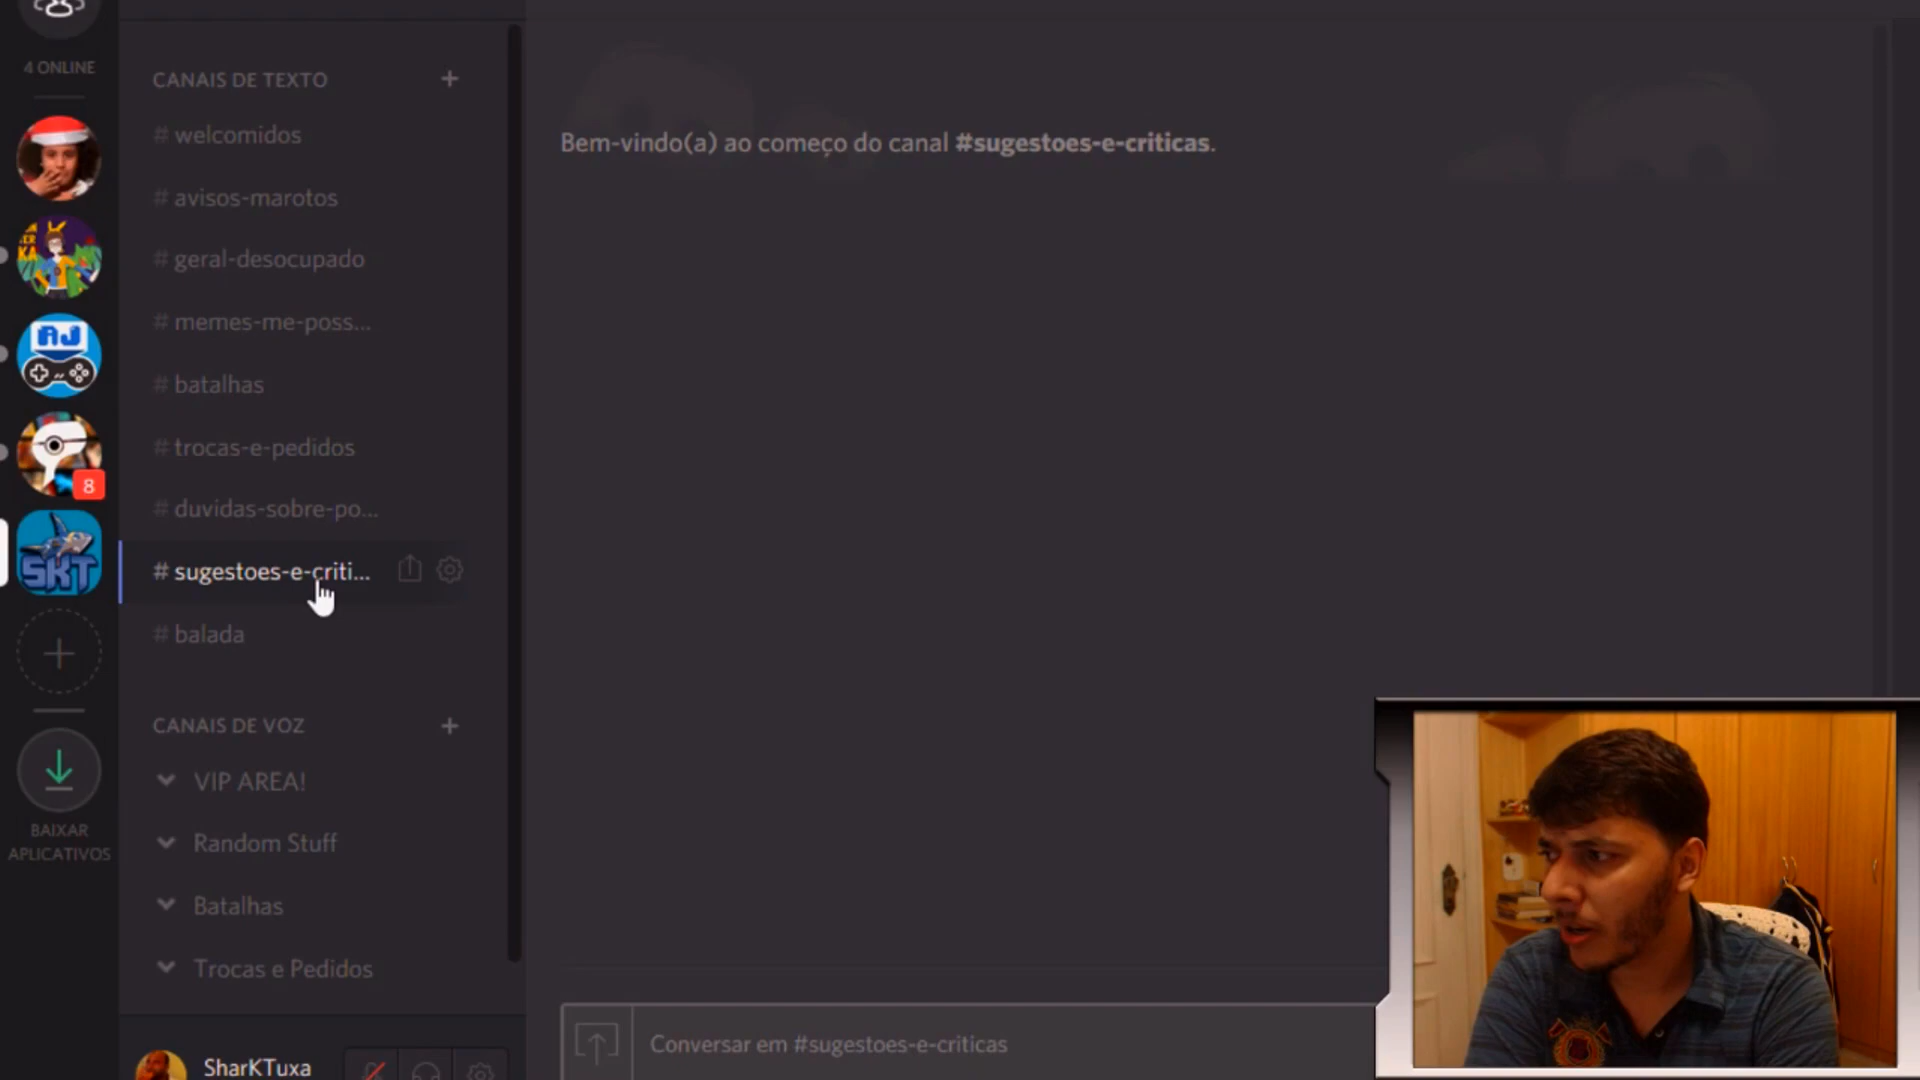 4 ONLINE
AJ
8
SKT
BAIXAR
APLICATIVOS
CANAIS DE TEXTO
# welcomidos
# avisos-marotos
# geral-desocupado
# memes-me-poss...
# batalhas
# trocas-e-pedidos
# duvidas-sobre-po...
# sugestoes-e-criti...
# balada
CANAIS DE VOZ
VIP AREA!
Random Stuff
Batalhas
Trocas e Pedidos
SharKTuxa
Bem-vindo(a) ao começo do canal #sugestoes-e-criticas.
Conversar em #sugestoes-e-criticas